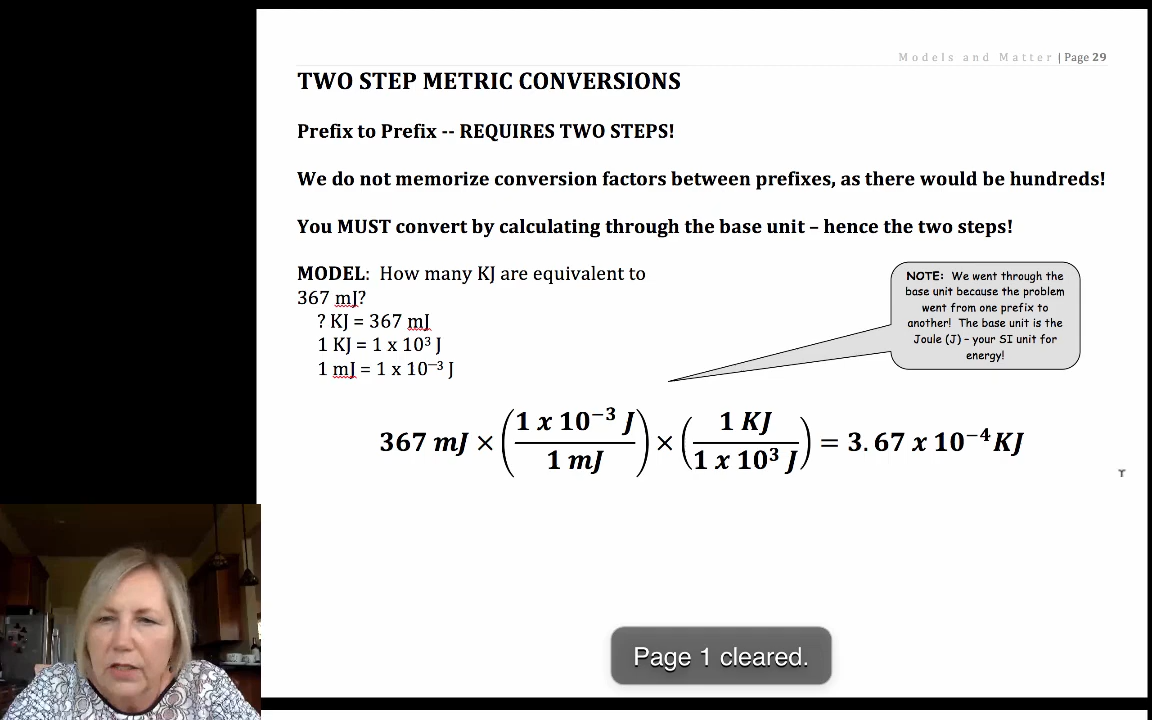 Models and Matter | Page 29
TWO STEP METRIC CONVERSIONS
Prefix to Prefix -- REQUIRES TWO STEPS!
We do not memorize conversion factors between prefixes, as there would be hundreds!
You MUST convert by calculating through the base unit – hence the two steps!
MODEL: How many KJ are equivalent to
367 mJ?
? KJ = 367 mJ
1 KJ = 1 x 10³ J
1 mJ = 1 x 10⁻³ J
NOTE: We went through the
base unit because the problem
went from one prefix to
another! The base unit is the
Joule (J) – your SI unit for
energy!
367 mJ × (1 x 10⁻³ J / 1 mJ) × (1 KJ / 1 x 10³ J) = 3.67 x 10⁻⁴ KJ
T
Page 1 cleared.